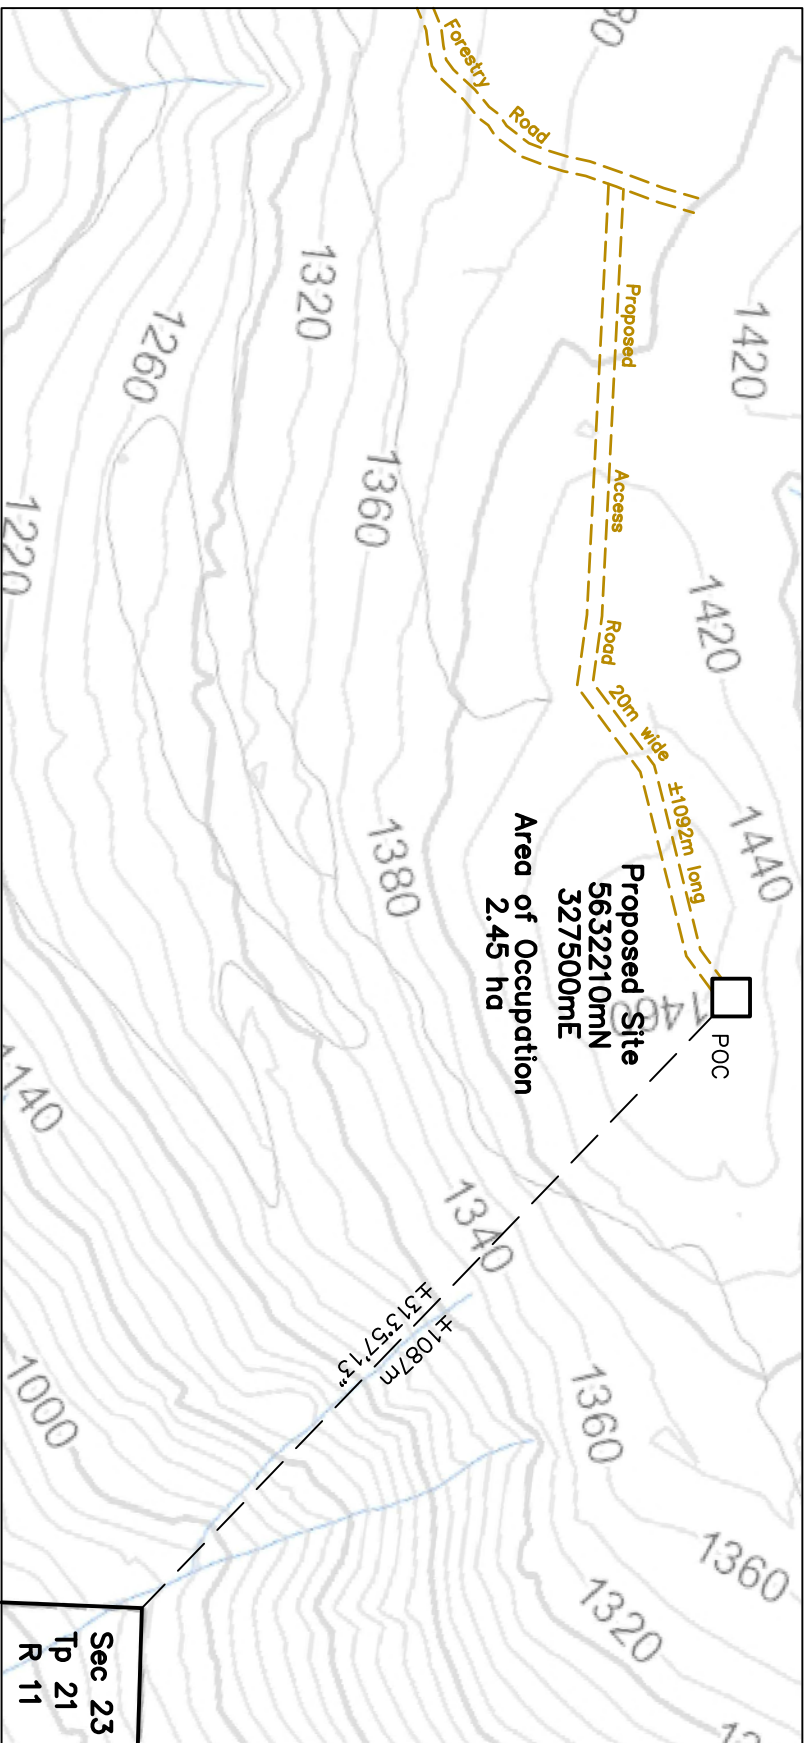 Forestry Road
Proposed Access Road 20m wide ±1092m long
1420
1420
1440
1460
POC
Proposed Site
5632210mN
327500mE
Area of Occupation
2.45 ha
1320
1360
1380
1260
1220
1340
±1087m
±313°57'13"
1360
1360
1320
1140
1000
Sec 23
Tp 21
R 11